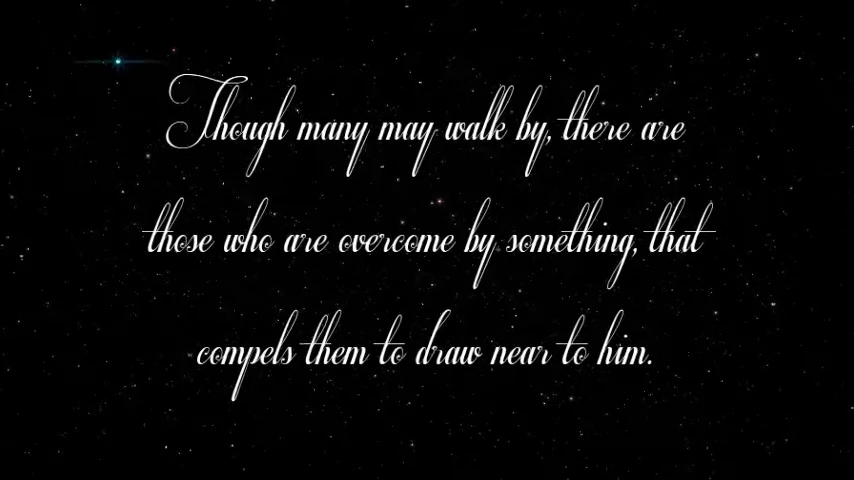 Though many may walk by, there are
those who are overcome by something, that
compels them to draw near to him.